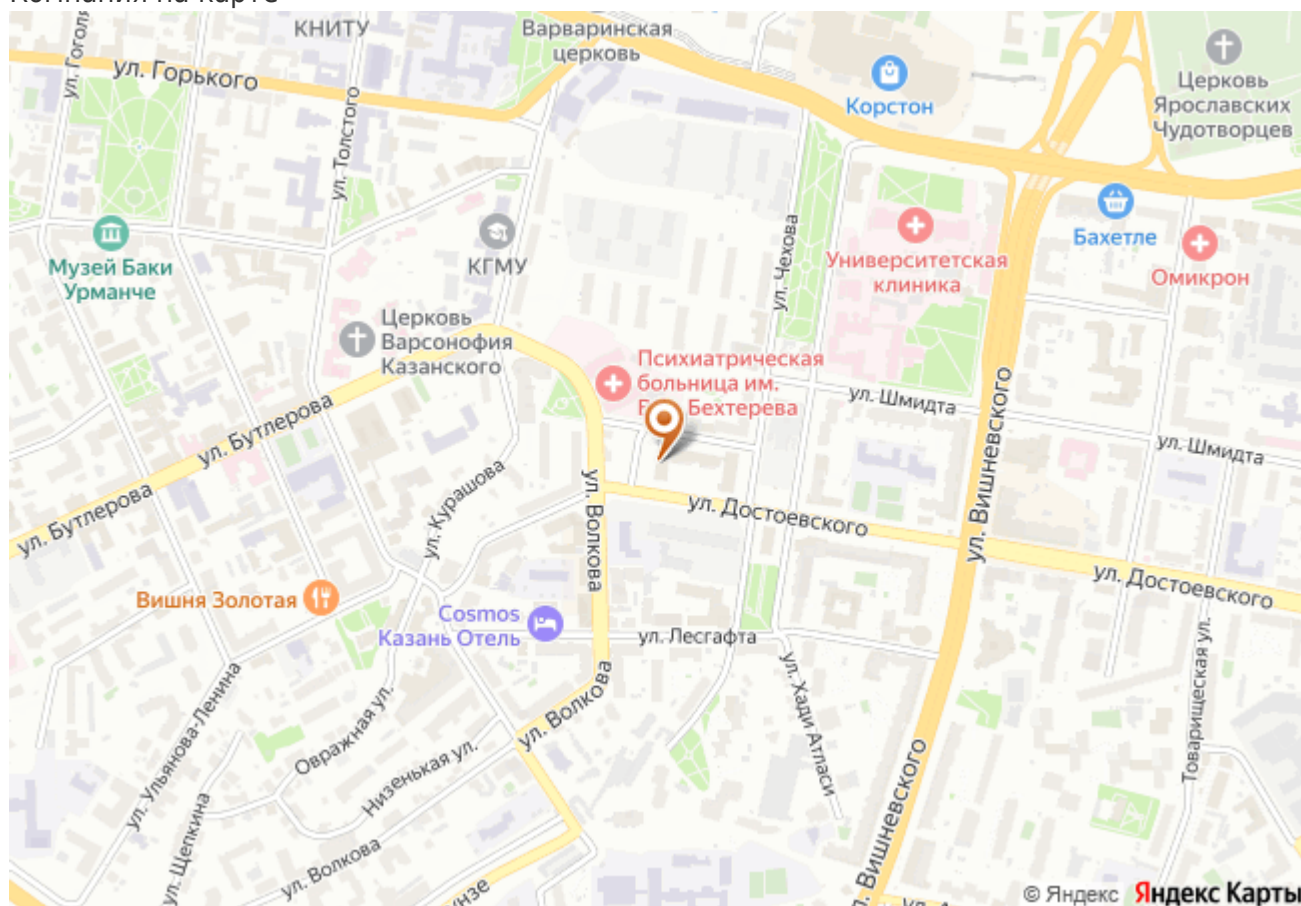 КНИТУ
Варваринская
церковь
ул. Гоголя
ул. Горького
ул. Толстого
Корстон
Церковь
Ярославских
Чудотворцев
Музей Баки
Урманче
КГМУ
ул. Чехова
Университетская
клиника
Бахетле
Омикрон
Церковь
Варсонофия
Казанского
Психиатрическая
больница им.
Бехтерева
ул. Шмидта
ул. Шмидта
ул. Бутлерова
ул. Бутлерова
ул. Курашова
ул. Волкова
ул. Достоевского
ул. Вишневского
ул. Достоевского
Вишня Золотая
Cosmos
Казань Отель
ул. Лесгафта
ул. Хади Атласи
Товарищеская ул.
ул. Ульянова-Ленина
Овражная ул.
Низенькая ул.
ул. Волкова
ул. Щепкина
ул. Волкова
ул. Вишневского
© Яндекс Яндекс Карты